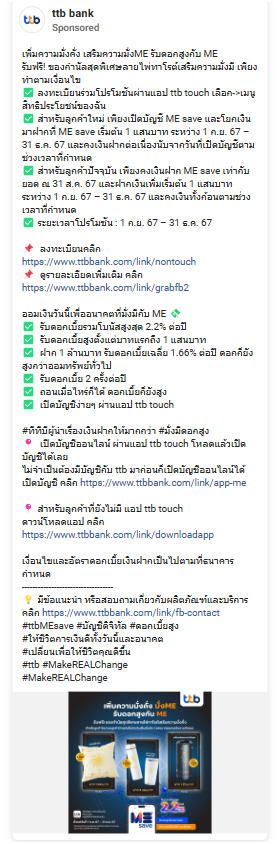 ttb bank
Sponsored
เพิ่มความมั่งคั่ง เสริมความมั่งME รับดอกสูงกับ ME
รับฟรี! ของกำนัลสุดพิเศษลายไพ่ทาโรต์เสริมความมั่งมี เพียง
ทำตามเงื่อนไข
✅ ลงทะเบียนร่วมโปรโมชันผ่านแอป ttb touch เลือก->เมนู
สิทธิประโยชน์ของฉัน
✅ สำหรับลูกค้าใหม่ เพียงเปิดบัญชี ME save และโยกเงิน
มาฝากที่ ME save เริ่มต้น 1 แสนบาท ระหว่าง 1 ก.ย. 67 –
31 ธ.ค. 67 และคงเงินฝากต่อเนื่องนับจากวันที่เปิดบัญชีตาม
ช่วงเวลาที่กำหนด
✅ สำหรับลูกค้าปัจจุบัน เพียงคงเงินฝาก ME save เท่ากับ
ยอด ณ 31 ส.ค. 67 และฝากเงินเพิ่มเริ่มต้น 1 แสนบาท
ระหว่าง 1 ก.ย. 67 – 31 ธ.ค. 67 และคงเงินทั้งก้อนตามช่วง
เวลาที่กำหนด
✅ ระยะเวลาโปรโมชัน : 1 ก.ย. 67 – 31 ธ.ค. 67
📌 ลงทะเบียนคลิก
https://www.ttbbank.com/link/nontouch
📌 ดูรายละเอียดเพิ่มเติม คลิก
https://www.ttbbank.com/link/grabfb2
ออมเงินวันนี้เพื่ออนาคตที่มั่งมีกับ ME 💸
✅ รับดอกเบี้ยรวมโบนัสสูงสุด 2.2% ต่อปี
✅ รับดอกเบี้ยสูงตั้งแต่บาทแรกถึง 1 แสนบาท
✅ ฝาก 1 ล้านบาท รับดอกเบี้ยเฉลี่ย 1.66% ต่อปี ดอกก็ยัง
สูงกว่าออมทรัพย์ทั่วไป
✅ รับดอกเบี้ย 2 ครั้งต่อปี
✅ ถอนเมื่อไหร่ก็ได้ ดอกเบี้ยก็ยังสูง
✅ เปิดบัญชีง่ายๆ ผ่านแอป ttb touch
#ทีทีบีผู้นำเรื่องเงินฝากให้มากกว่า #มั่งมีดอกสูง
📍 เปิดบัญชีออนไลน์ ผ่านแอป ttb touch โหลดแล้วเปิด
บัญชีได้เลย
ไม่จำเป็นต้องมีบัญชีกับ ttb มาก่อนก็เปิดบัญชีออนไลน์ได้
เปิดบัญชี คลิก https://www.ttbbank.com/link/app-me
📍 สำหรับลูกค้าที่ยังไม่มี แอป ttb touch
ดาวน์โหลดแอป คลิก
https://www.ttbbank.com/link/downloadapp
เงื่อนไขและอัตราดอกเบี้ยเงินฝากเป็นไปตามที่ธนาคาร
กำหนด
--------------------------------
💡 มีข้อแนะนำ หรือสอบถามเกี่ยวกับผลิตภัณฑ์และบริการ
คลิก https://www.ttbbank.com/link/fb-contact
#ttbMEsave #บัญชีดิจิทัล #ดอกเบี้ยสูง
#ให้ชีวิตการเงินดีทั้งวันนี้และอนาคต
#เปลี่ยนเพื่อให้ชีวิตคุณดีขึ้น
#ttb #MakeREALChange
#MakeREALChange
ttb
เพิ่มความมั่งคั่ง มั่งME
รับดอกสูงกับ ME
ME
save
2.2%